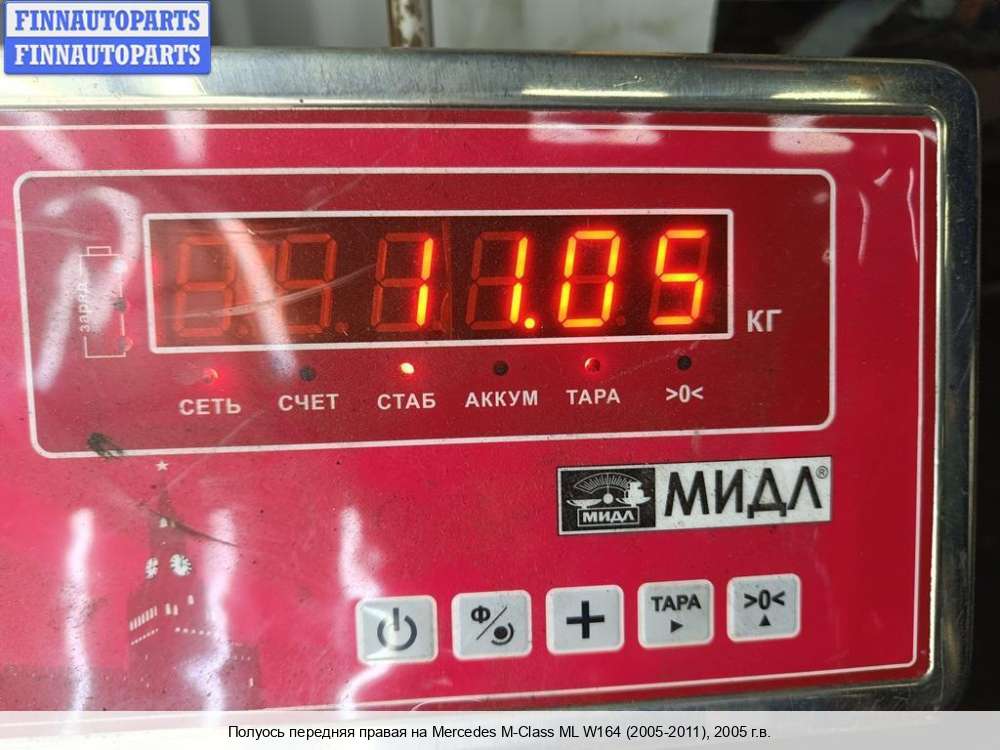 FINNAUTOPARTS
FINNAUTOPARTS
заряд
11.05
КГ
СЕТЬ СЧЕТ СТАБ АККУМ ТАРА >0<
МИДЛ МИДЛ®
Ф ТАРА >0<
Полуось передняя правая на Mercedes M-Class ML W164 (2005-2011), 2005 г.в.